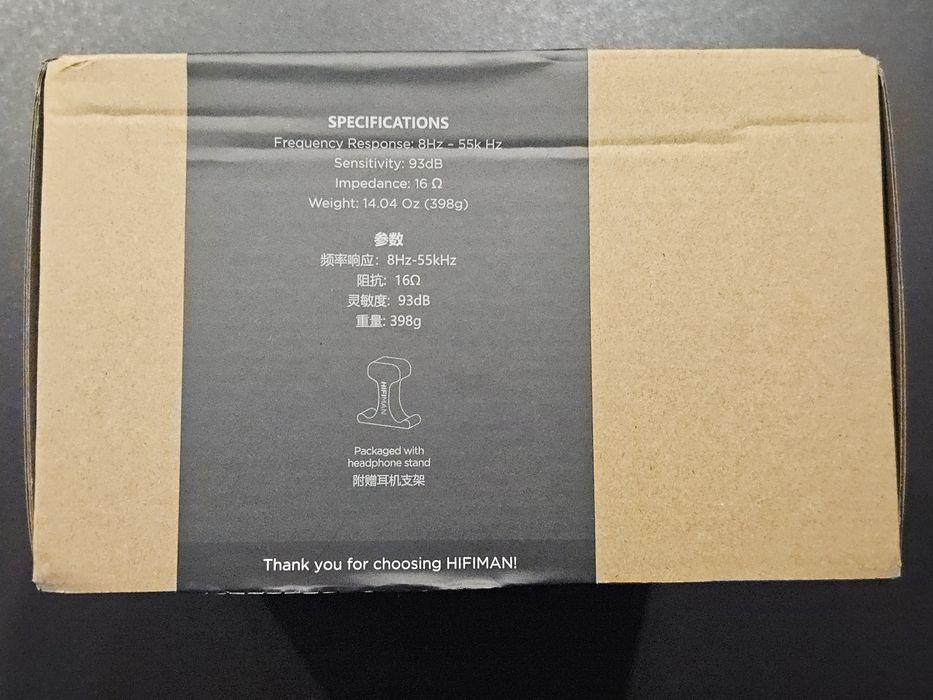 SPECIFICATIONS
Frequency Response: 8Hz – 55k Hz
Sensitivity: 93dB
Impedance: 16 Ω
Weight: 14.04 Oz (398g)
参数
频率响应：8Hz-55kHz
阻抗：16Ω
灵敏度：93dB
重量: 398g
HIFIMAN
Packaged with
headphone stand
附赠耳机支架
Thank you for choosing HIFIMAN!